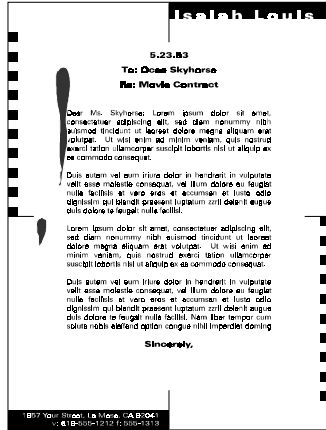 Isaiah Louis
5.23.83
To: Ocee Skyhorse
Re: Movie Contract
Dear Ms. Skyhorse: Lorem ipsum dolor sit amet,
consectetuer adipiscing elit, sed diam nonummy nibh
euismod tincidunt ut laoreet dolore magna aliquam erat
volutpat. Ut wisi enim ad minim veniam, quis nostrud
exerci tation ullamcorper suscipit lobortis nisl ut aliquip ex
ea commodo consequat.
Duis autem vel eum iriure dolor in hendrerit in vulputate
velit esse molestie consequat, vel illum dolore eu feugiat
nulla facilisis at vero eros et accumsan et iusto odio
dignissim qui blandit praesent luptatum zzril delenit augue
duis dolore te feugait nulla facilisi.
Lorem ipsum dolor sit amet, consectetuer adipiscing elit,
sed diam nonummy nibh euismod tincidunt ut laoreet
dolore magna aliquam erat volutpat. Ut wisi enim ad
minim veniam, quis nostrud exerci tation ullamcorper
suscipit lobortis nisl ut aliquip ex ea commodo consequat.
Duis autem vel eum iriure dolor in hendrerit in vulputate
velit esse molestie consequat, vel illum dolore eu feugiat
nulla facilisis at vero eros et accumsan et iusto odio
dignissim qui blandit praesent luptatum zzril delenit augue
duis dolore te feugait nulla facilisi. Nam liber tempor cum
soluta nobis eleifend option congue nihil imperdiet doming
Sincerely,
1957 Your Street, La Mesa, CA 92041
v: 619-555-1212 f: 555-1313